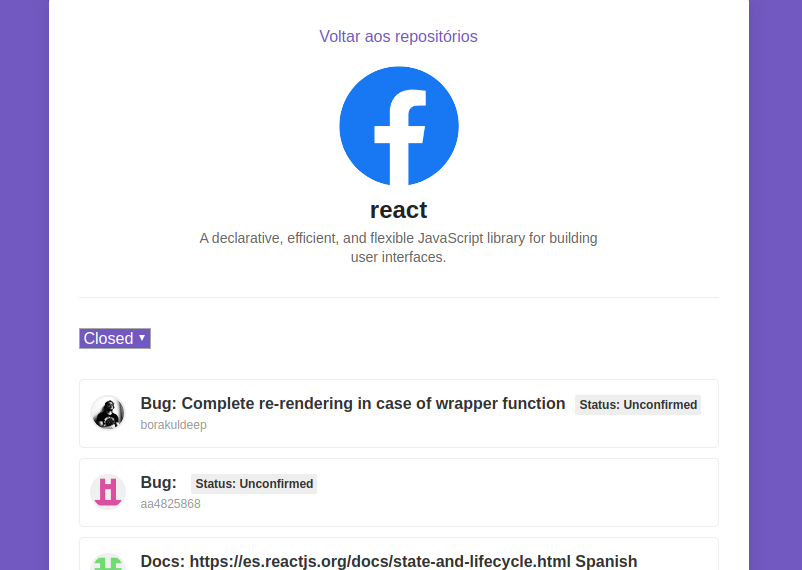 Voltar aos repositórios
react
A declarative, efficient, and flexible JavaScript library for building
user interfaces.
Closed
Bug: Complete re-rendering in case of wrapper function Status: Unconfirmed
borakuldeep
Bug: Status: Unconfirmed
aa4825868
Docs: https://es.reactjs.org/docs/state-and-lifecycle.html Spanish